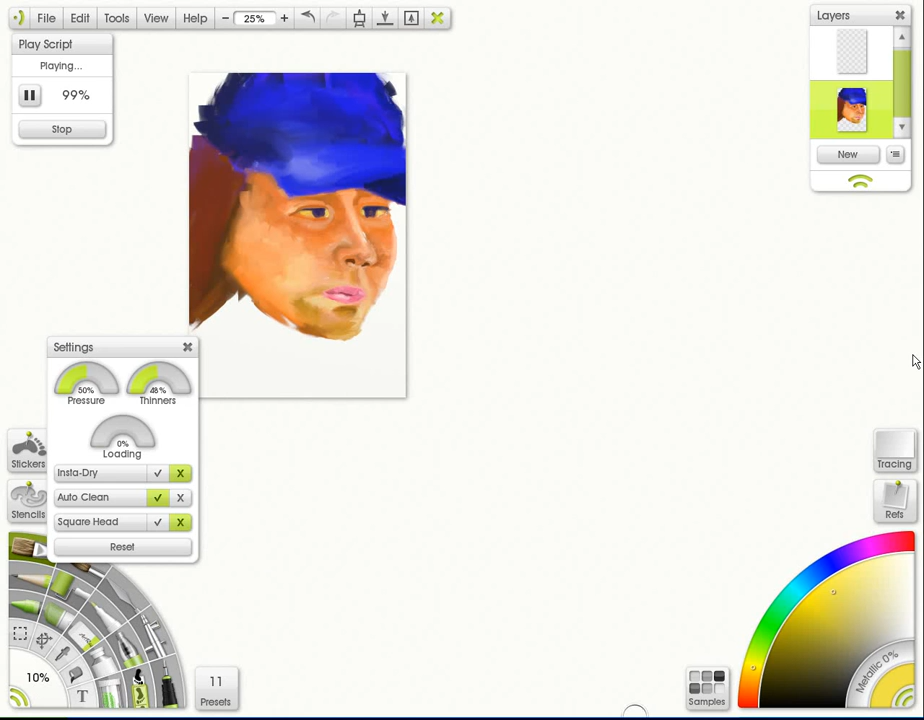 File Edit Tools View Help 25%
Play Script
Playing...
99%
Stop
Layers
New
Settings
50% 48%
Pressure Thinners
0%
Loading
Insta-Dry
Auto Clean
Square Head
Reset
Stickers
Stencils
Tracing
Refs
10%
T
11
Presets
Samples
Metallic 0%